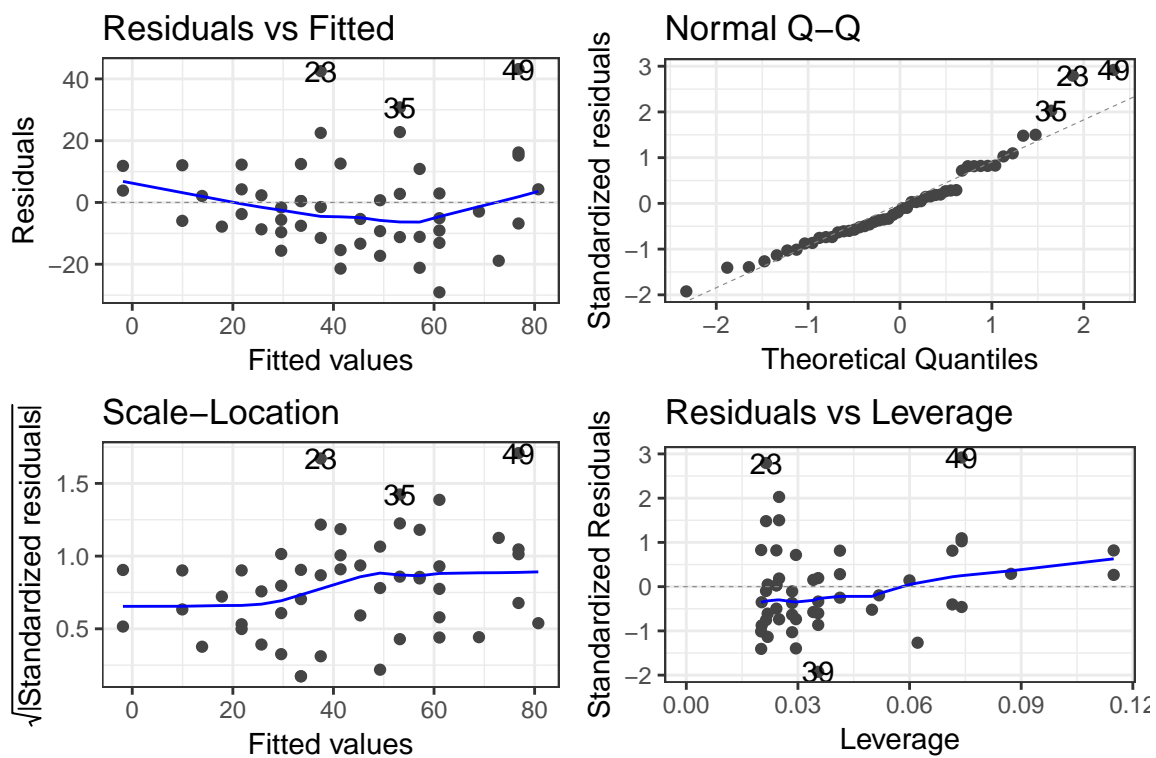 Residuals vs Fitted
Residuals
40
20
0
−20
23
35
49
0 20 40 60 80
Fitted values
Normal Q−Q
Standardized residuals
3
2
1
0
−1
−2
23
49
35
−2 −1 0 1 2
Theoretical Quantiles
Scale−Location
√|Standardized residuals|
1.5
1.0
0.5
23
49
35
0 20 40 60 80
Fitted values
Residuals vs Leverage
Standardized Residuals
3
2
1
0
−1
−2
23
49
39
0.00 0.03 0.06 0.09 0.12
Leverage